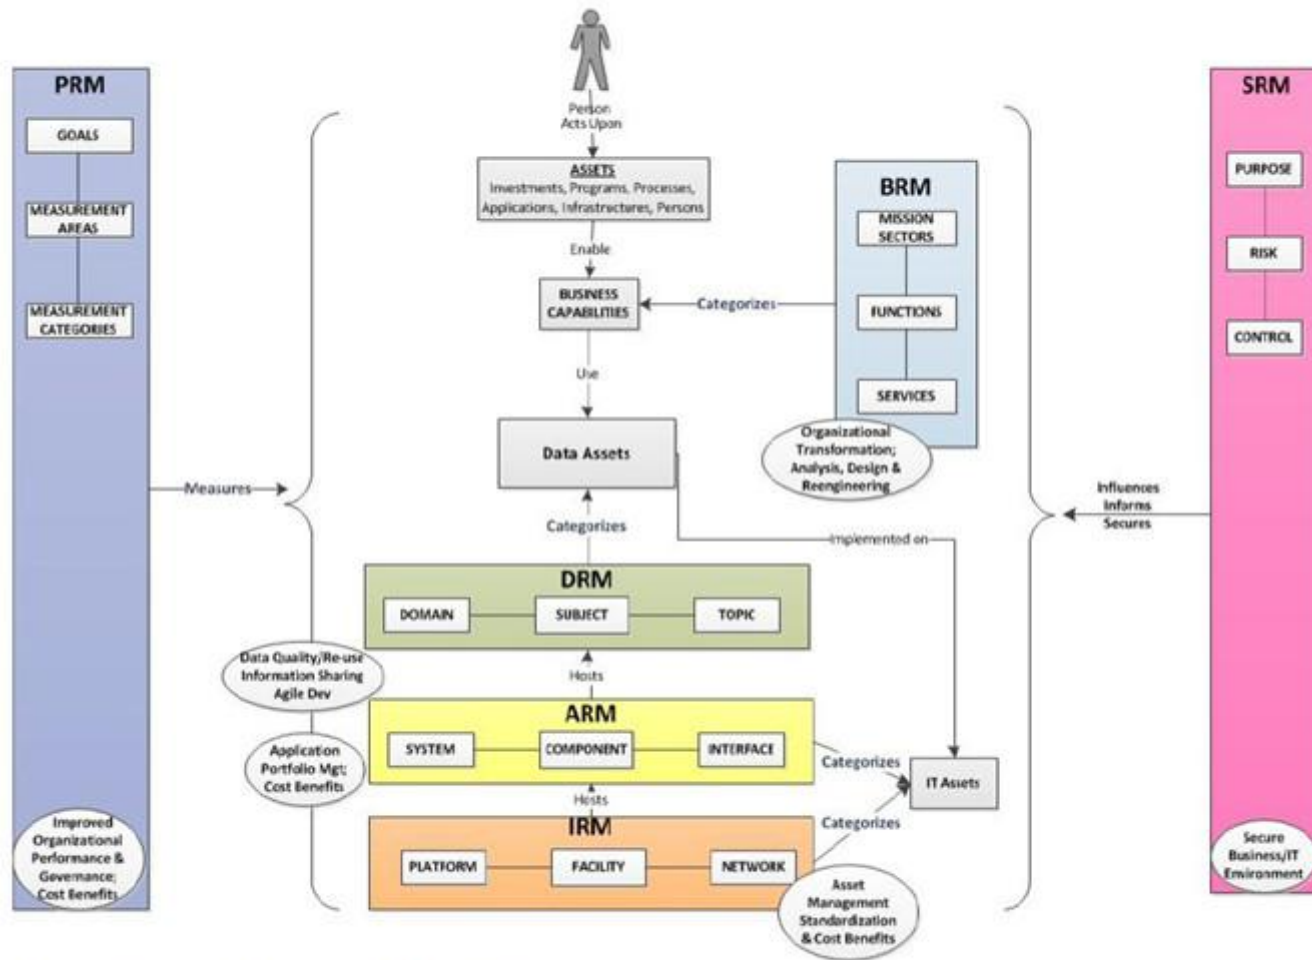 PRM
GOALS
MEASUREMENT
AREAS
MEASUREMENT
CATEGORIES
Improved
Organizational
Performance &
Governance;
Cost Benefits
Measures
Person
Acts Upon
ASSETS
Investments, Programs, Processes,
Applications, Infrastructures, Persons
Enable
BUSINESS
CAPABILITIES
Categorizes
BRM
MISSION
SECTORS
FUNCTIONS
SERVICES
Organizational
Transformation;
Analysis, Design &
Reengineering
Use
Data Assets
Categorizes
Implemented on
DRM
DOMAIN
SUBJECT
TOPIC
Data Quality/Re-use
Information Sharing
Agile Dev
Hosts
ARM
SYSTEM
COMPONENT
INTERFACE
Application
Portfolio Mgt;
Cost Benefits
Categorizes
IT Assets
Hosts
Categorizes
IRM
PLATFORM
FACILITY
NETWORK
Asset
Management
Standardization
& Cost Benefits
Influences
Informs
Secures
SRM
PURPOSE
RISK
CONTROL
Secure
Business/IT
Environment